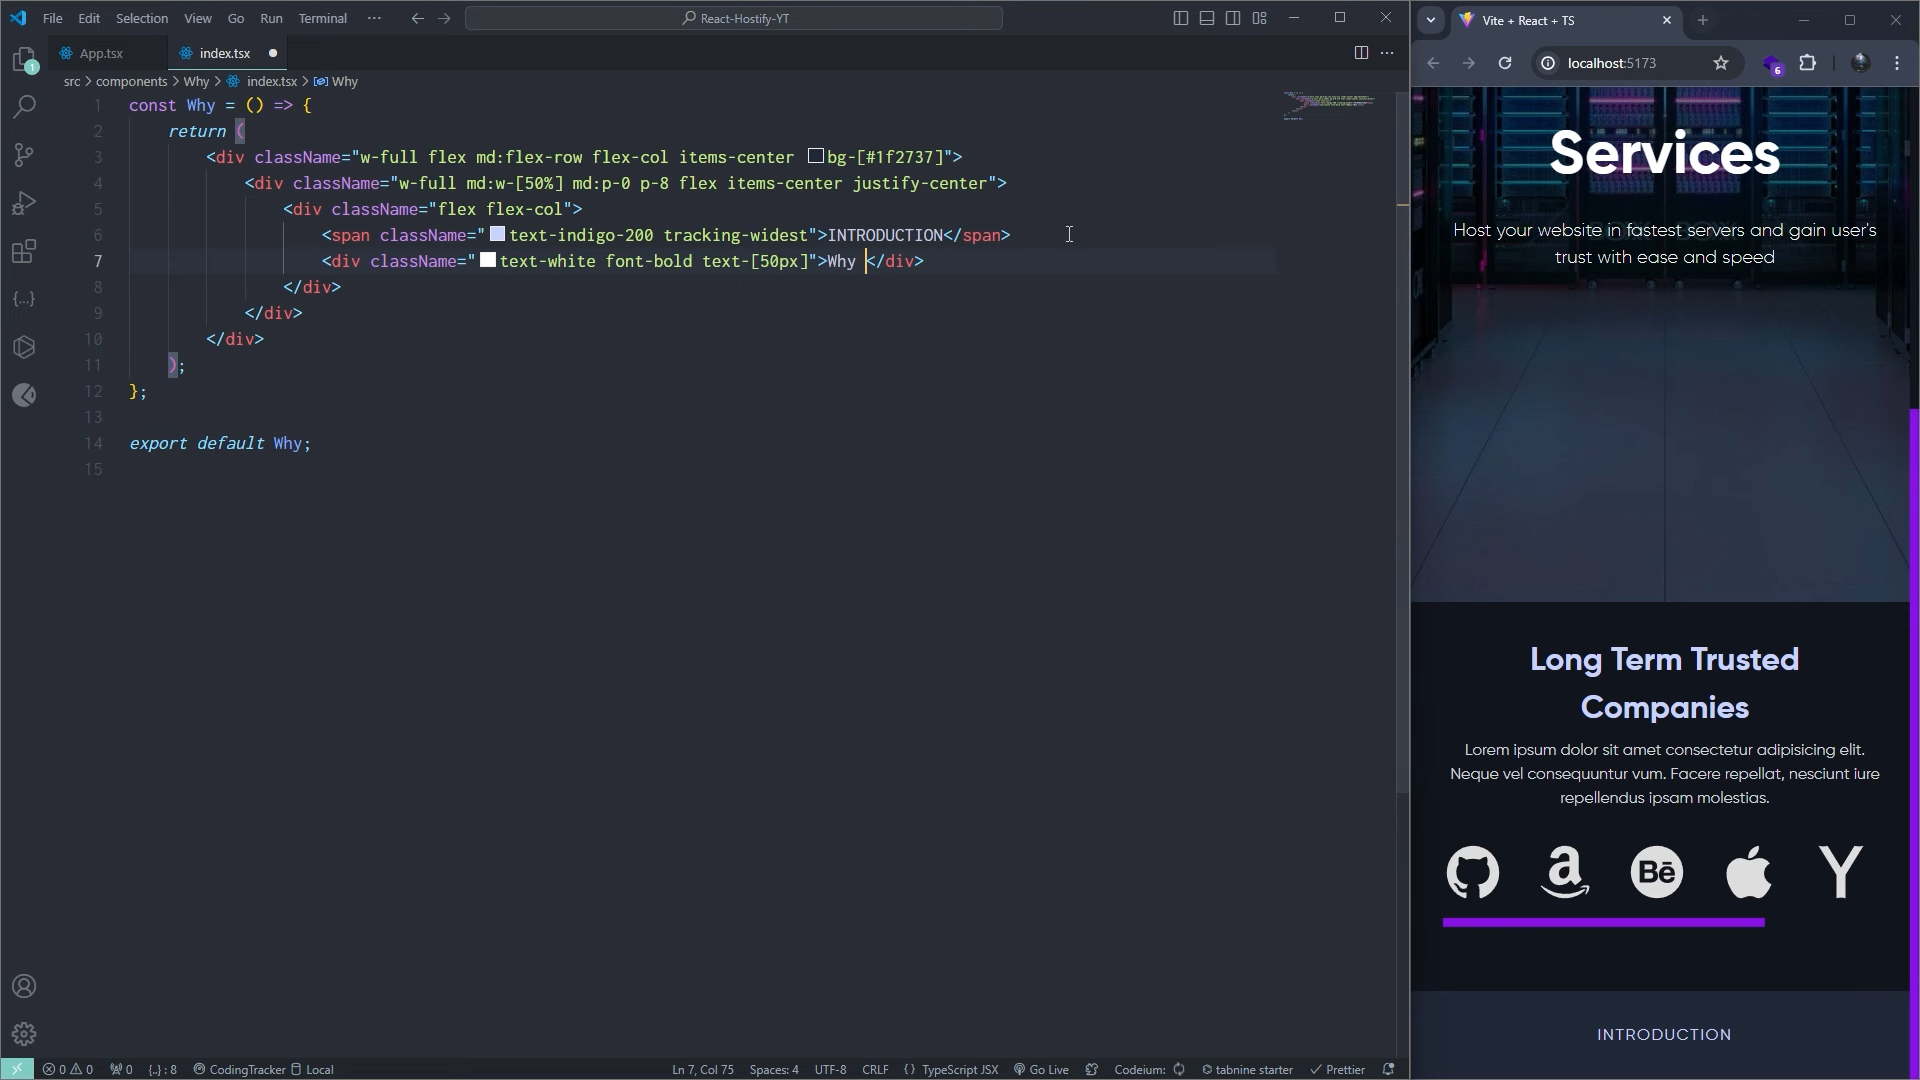 File Edit Selection View Go Run Terminal ··· React-Hostify-YT
App.tsx index.tsx
src > components > Why > index.tsx > Why
1 const Why = () => {
2 return (
3 <div className="w-full flex md:flex-row flex-col items-center bg-[#1f2737]">
4 <div className="w-full md:w-[50%] md:p-0 p-8 flex items-center justify-center">
5 <div className="flex flex-col">
6 <span className="text-indigo-200 tracking-widest">INTRODUCTION</span>
7 <div className="text-white font-bold text-[50px]">Why </div>
8 </div>
9 </div>
10 </div>
11 );
12 };
13
14 export default Why;
15
1
0 0 0 {..} : 8 CodingTracker Local Ln 7, Col 75 Spaces: 4 UTF-8 CRLF {} TypeScript JSX Go Live Codeium: tabnine starter Prettier
Vite + React + TS
localhost:5173
6
Services
Host your website in fastest servers and gain user's
trust with ease and speed
Long Term Trusted
Companies
Lorem ipsum dolor sit amet consectetur adipisicing elit.
Neque vel consequuntur vum. Facere repellat, nesciunt iure
repellendus ipsam molestias.
a Bē Y
INTRODUCTION